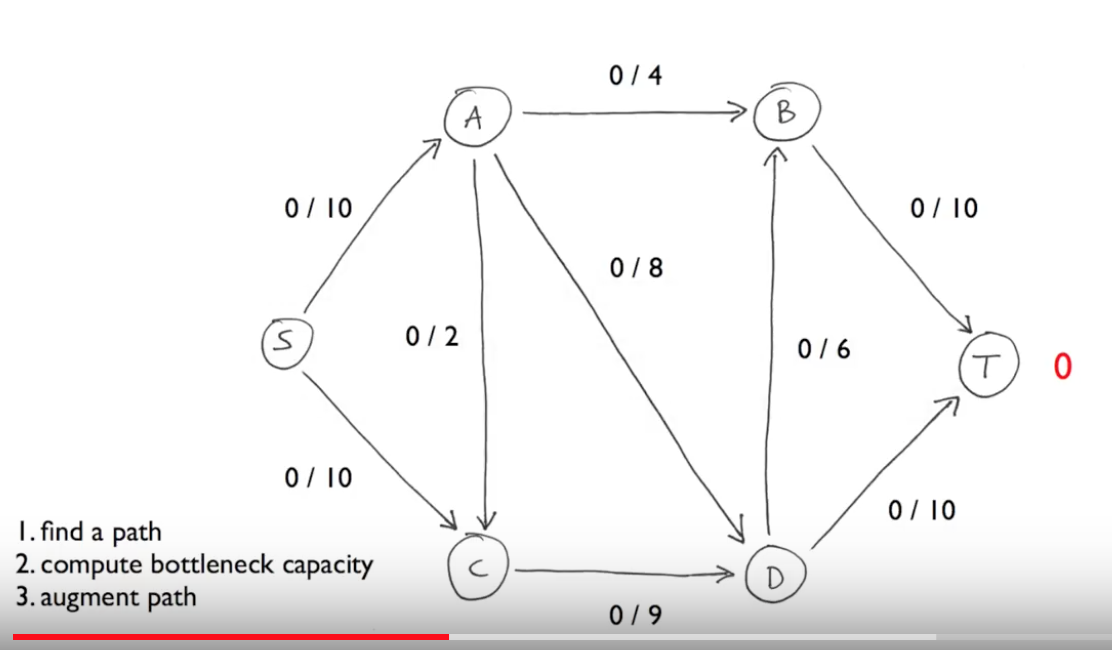 0 / 4
A
B
0 / 10
0 / 10
0 / 8
S
0 / 2
0 / 6
T
0
0 / 10
0 / 10
1. find a path
2. compute bottleneck capacity
3. augment path
C
D
0 / 9